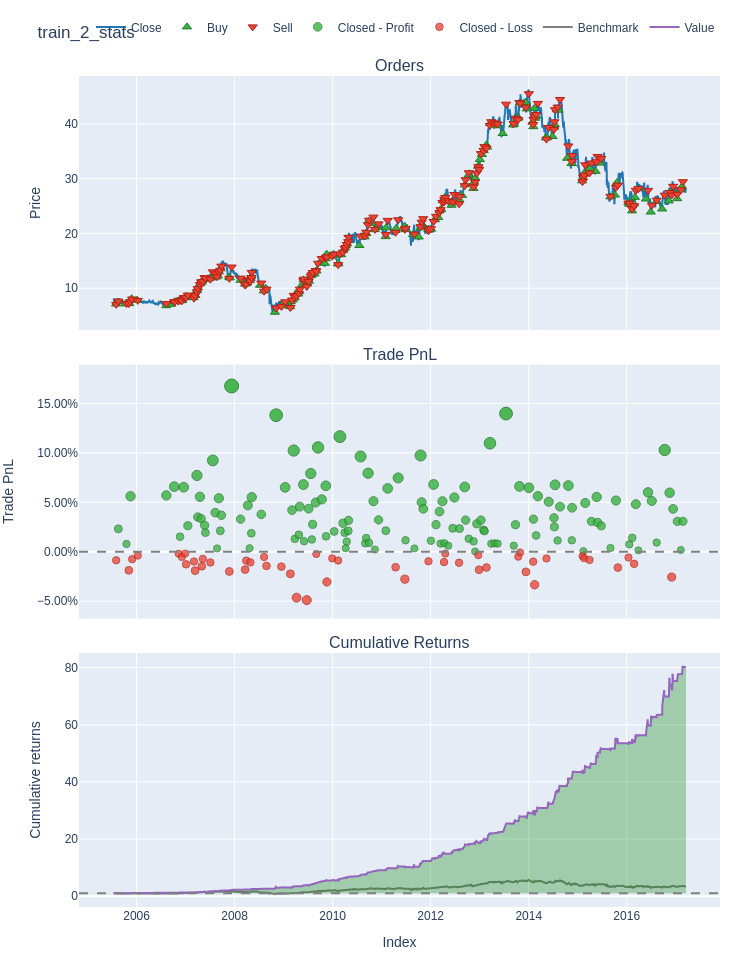 train_2_stats
Close Buy Sell Closed - Profit Closed - Loss Benchmark Value
Orders
Price
40
30
20
10
Trade PnL
Trade PnL
15.00%
10.00%
5.00%
0.00%
−5.00%
Cumulative Returns
Cumulative returns
80
60
40
20
0
2006 2008 2010 2012 2014 2016
Index